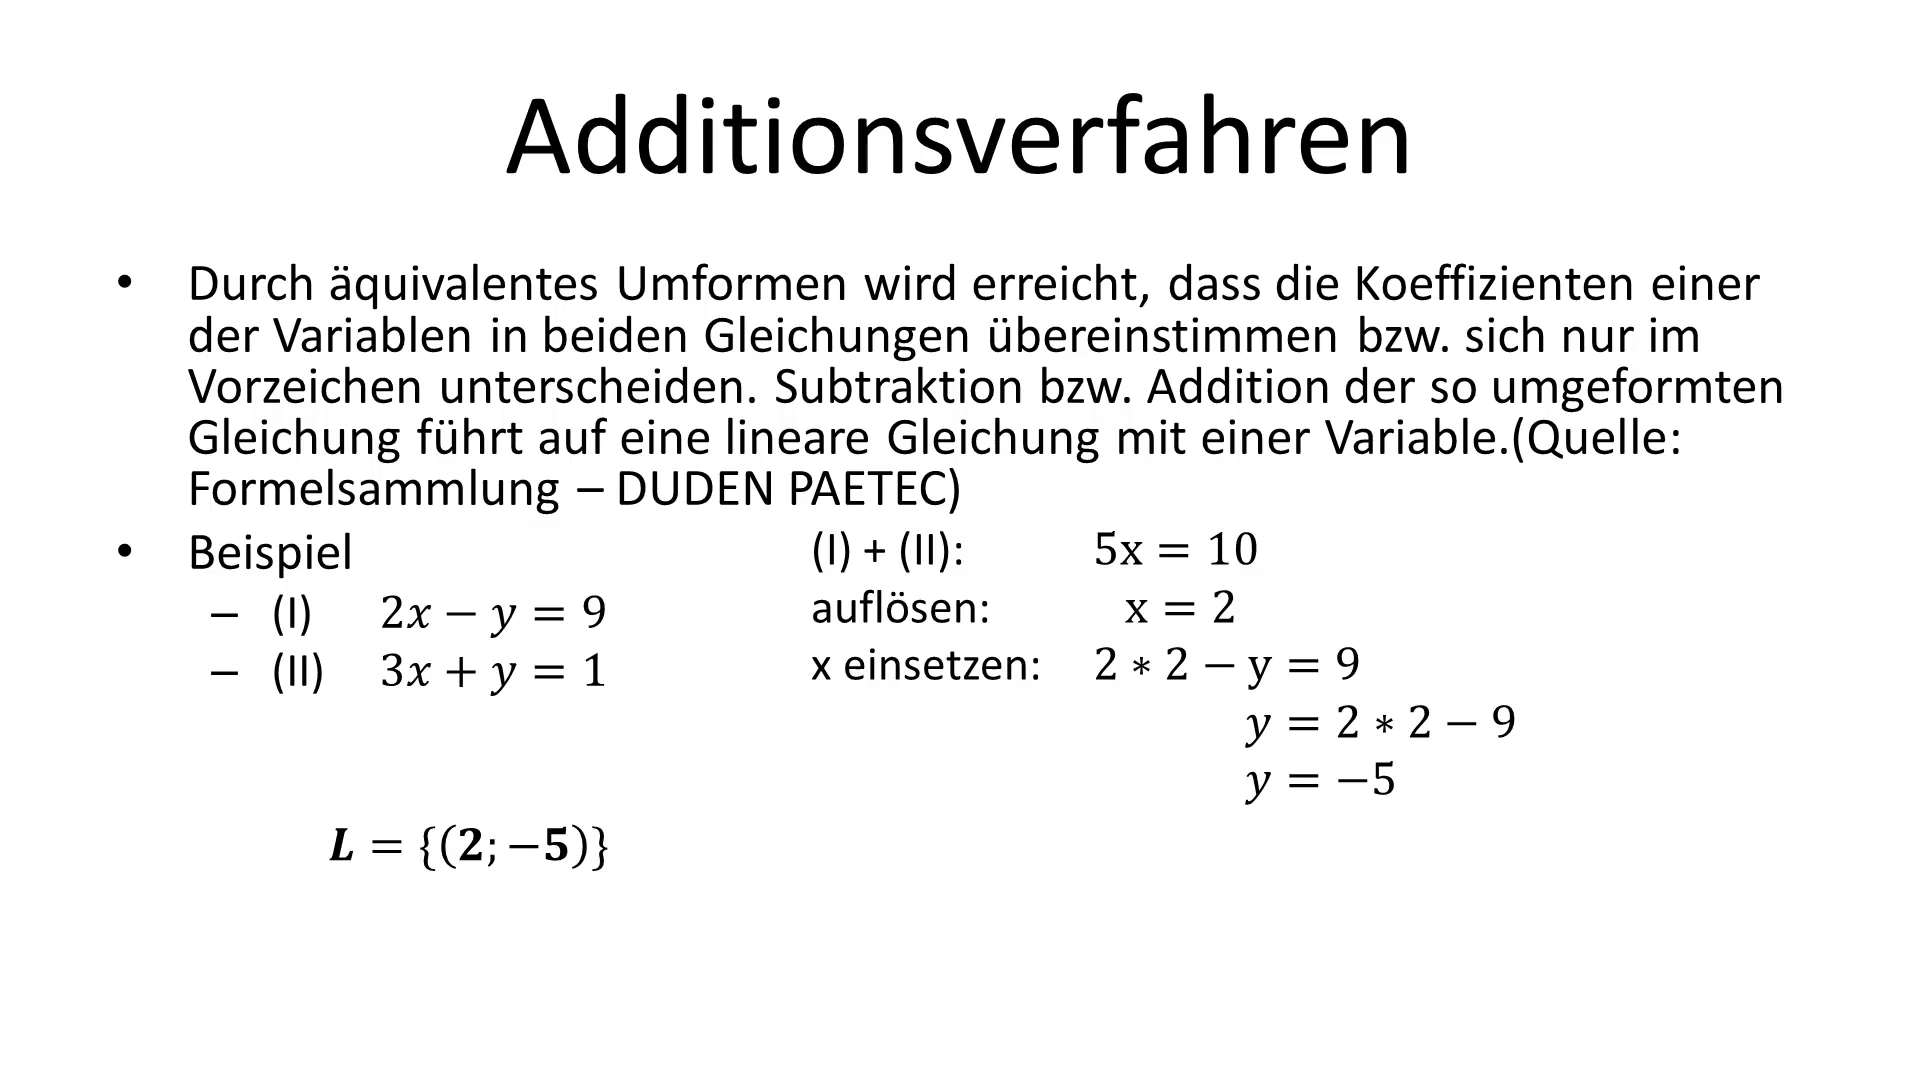 Additionsverfahren
• Durch äquivalentes Umformen wird erreicht, dass die Koeffizienten einer
der Variablen in beiden Gleichungen übereinstimmen bzw. sich nur im
Vorzeichen unterscheiden. Subtraktion bzw. Addition der so umgeformten
Gleichung führt auf eine lineare Gleichung mit einer Variable.(Quelle:
Formelsammlung – DUDEN PAETEC)
• Beispiel
– (I) 2x − y = 9
– (II) 3x + y = 1
L = {(2; −5)}
(I) + (II): 5x = 10
auflösen: x = 2
x einsetzen: 2 ∗ 2 − y = 9
y = 2 ∗ 2 − 9
y = −5